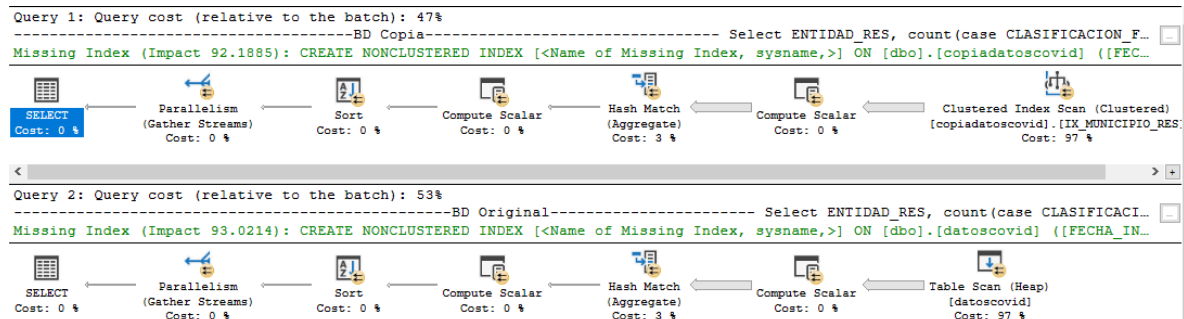 Query 1: Query cost (relative to the batch): 47%
--------------------------------------BD Copia--------------------------------- Select ENTIDAD_RES, count(case CLASIFICACION_F...
Missing Index (Impact 92.1885): CREATE NONCLUSTERED INDEX [<Name of Missing Index, sysname,>] ON [dbo].[copiadatoscovid] ([FEC...
SELECT
Cost: 0 %
Parallelism
(Gather Streams)
Cost: 0 %
Sort
Cost: 0 %
Compute Scalar
Cost: 0 %
Hash Match
(Aggregate)
Cost: 3 %
Compute Scalar
Cost: 0 %
Clustered Index Scan (Clustered)
[copiadatoscovid].[IX_MUNICIPIO_RES]
Cost: 97 %
Query 2: Query cost (relative to the batch): 53%
-------------------------------------------------BD Original----------------------- Select ENTIDAD_RES, count(case CLASIFICACI...
Missing Index (Impact 93.0214): CREATE NONCLUSTERED INDEX [<Name of Missing Index, sysname,>] ON [dbo].[datoscovid] ([FECHA_IN...
SELECT
Cost: 0 %
Parallelism
(Gather Streams)
Cost: 0 %
Sort
Cost: 0 %
Compute Scalar
Cost: 0 %
Hash Match
(Aggregate)
Cost: 3 %
Compute Scalar
Cost: 0 %
Table Scan (Heap)
[datoscovid]
Cost: 97 %